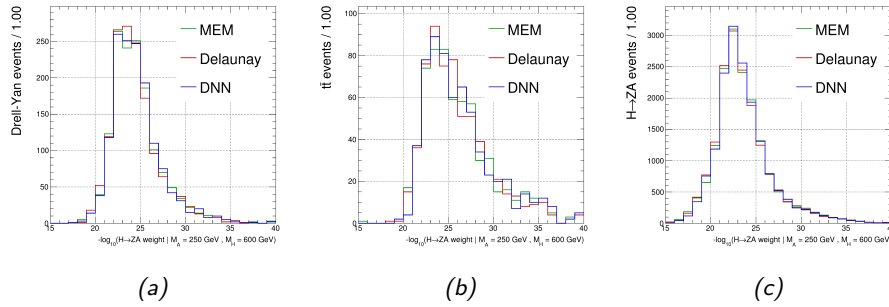 Drell-Yan events / 1.00
250
200
150
100
50
0
MEM
Delaunay
DNN
15 20 25 30 35 40
-log10(H→ZA weight | MA = 250 GeV , MH = 600 GeV)
(a)
tt̄ events / 1.00
100
80
60
40
20
0
MEM
Delaunay
DNN
15 20 25 30 35 40
-log10(H→ZA weight | MA = 250 GeV , MH = 600 GeV)
(b)
H→ZA events / 1.00
3000
2500
2000
1500
1000
500
0
MEM
Delaunay
DNN
15 20 25 30 35 40
-log10(H→ZA weight | MA = 250 GeV , MH = 600 GeV)
(c)